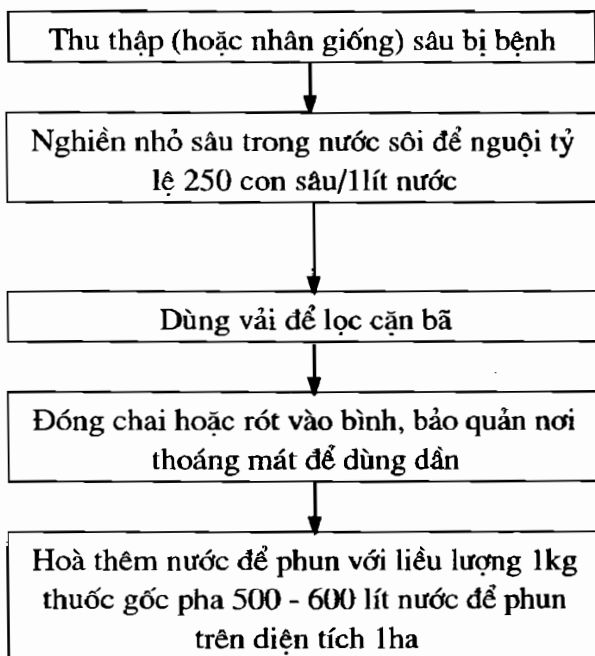 Thu thập (hoặc nhân giống) sâu bị bệnh
Nghiền nhỏ sâu trong nước sôi để nguội tỷ
lệ 250 con sâu/1lít nước
Dùng vải để lọc cặn bã
Đóng chai hoặc rót vào bình, bảo quản nơi
thoáng mát để dùng dần
Hoà thêm nước để phun với liều lượng 1kg
thuốc gốc pha 500 - 600 lít nước để phun
trên diện tích 1ha